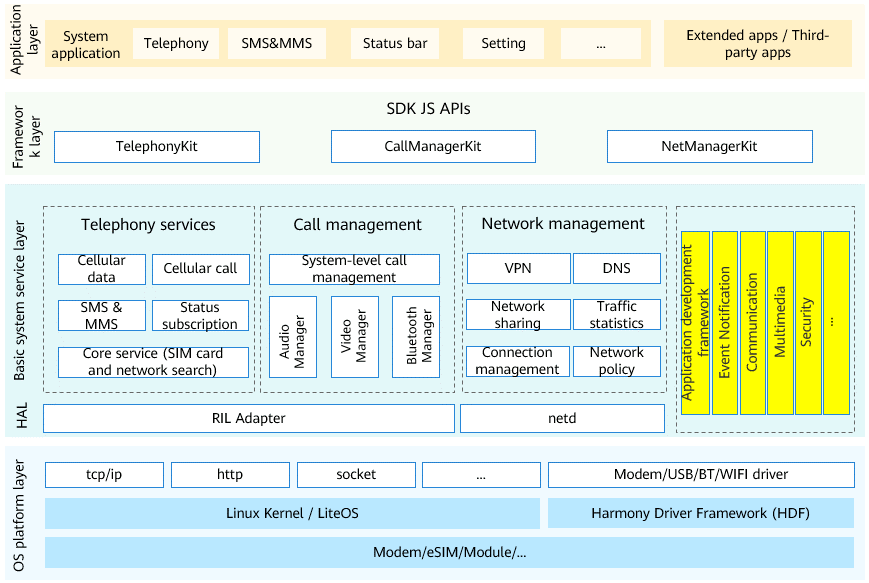 Application
layer
System
application
Telephony
SMS&MMS
Status bar
Setting
...
Extended apps / Third-
party apps
Framewor
k layer
SDK JS APIs
TelephonyKit
CallManagerKit
NetManagerKit
Basic system service layer
Telephony services
Cellular
data
Cellular call
SMS &
MMS
Status
subscription
Core service (SIM card
and network search)
Call management
System-level call
management
Audio
Manager
Video
Manager
Bluetooth
Manager
Network management
VPN
DNS
Network
sharing
Traffic
statistics
Connection
management
Network
policy
Application development
framework
Event Notification
Communication
Multimedia
Security
...
HAL
RIL Adapter
netd
OS platform layer
tcp/ip
http
socket
...
Modem/USB/BT/WIFI driver
Linux Kernel / LiteOS
Harmony Driver Framework (HDF)
Modem/eSIM/Module/...